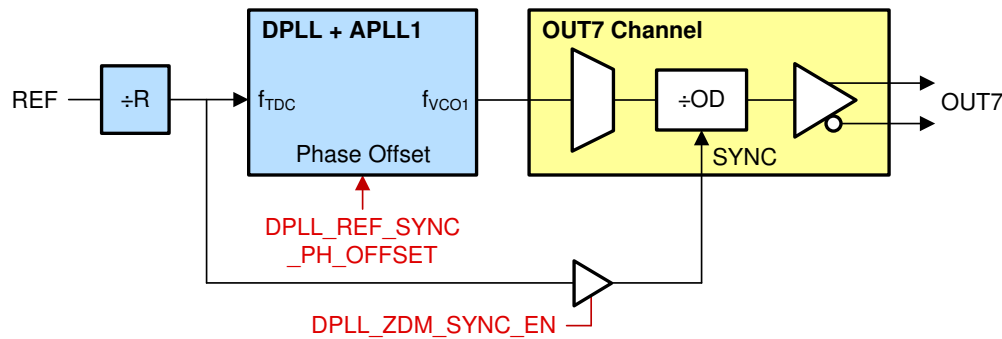 DPLL + APLL1
OUT7 Channel
REF
÷R
fTDC
fVCO1
÷OD
OUT7
Phase Offset
SYNC
DPLL_REF_SYNC
_PH_OFFSET
DPLL_ZDM_SYNC_EN